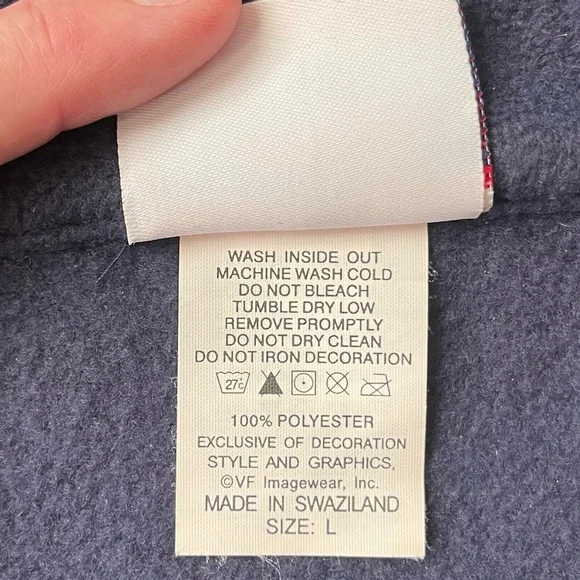 WASH INSIDE OUT
MACHINE WASH COLD
DO NOT BLEACH
TUMBLE DRY LOW
REMOVE PROMPTLY
DO NOT DRY CLEAN
DO NOT IRON DECORATION
27°C
100% POLYESTER
EXCLUSIVE OF DECORATION
STYLE AND GRAPHICS,
©VF Imagewear, Inc.
MADE IN SWAZILAND
SIZE: L